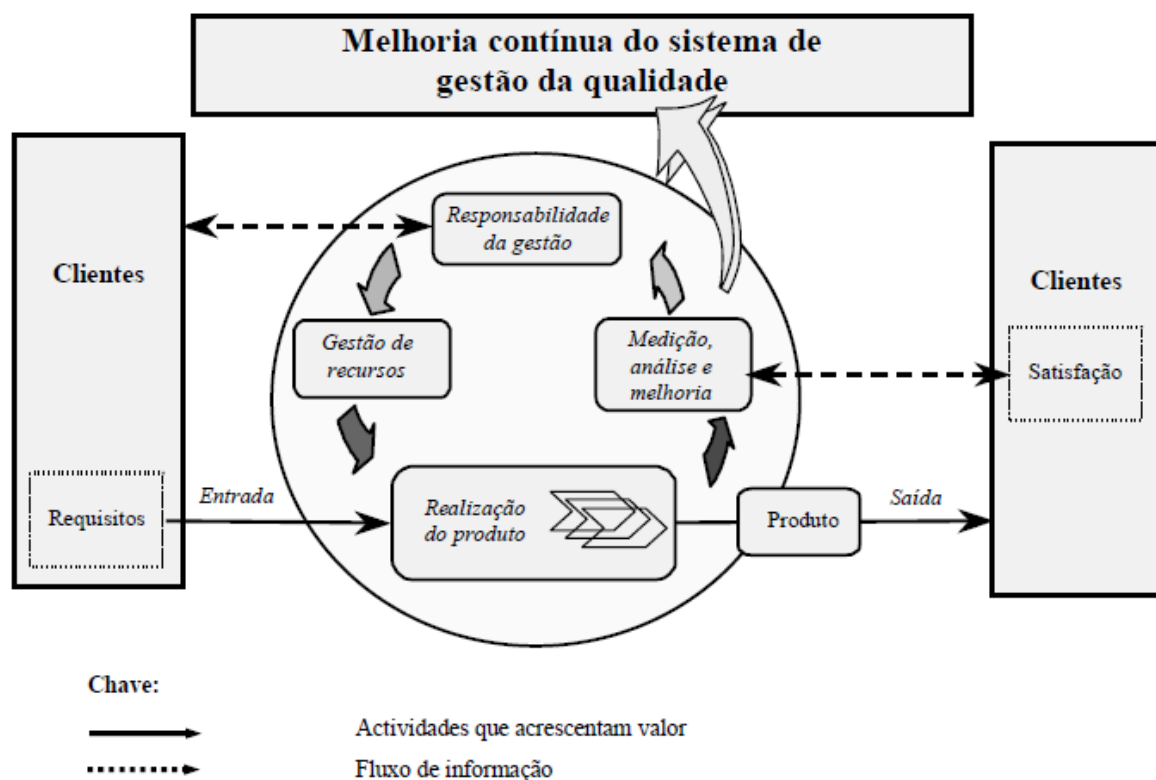 Melhoria contínua do sistema de
gestão da qualidade
Clientes
Requisitos
Entrada
Responsabilidade
da gestão
Gestão de
recursos
Medição,
análise e
melhoria
Realização
do produto
Produto
Saída
Clientes
Satisfação
Chave:
Actividades que acrescentam valor
Fluxo de informação